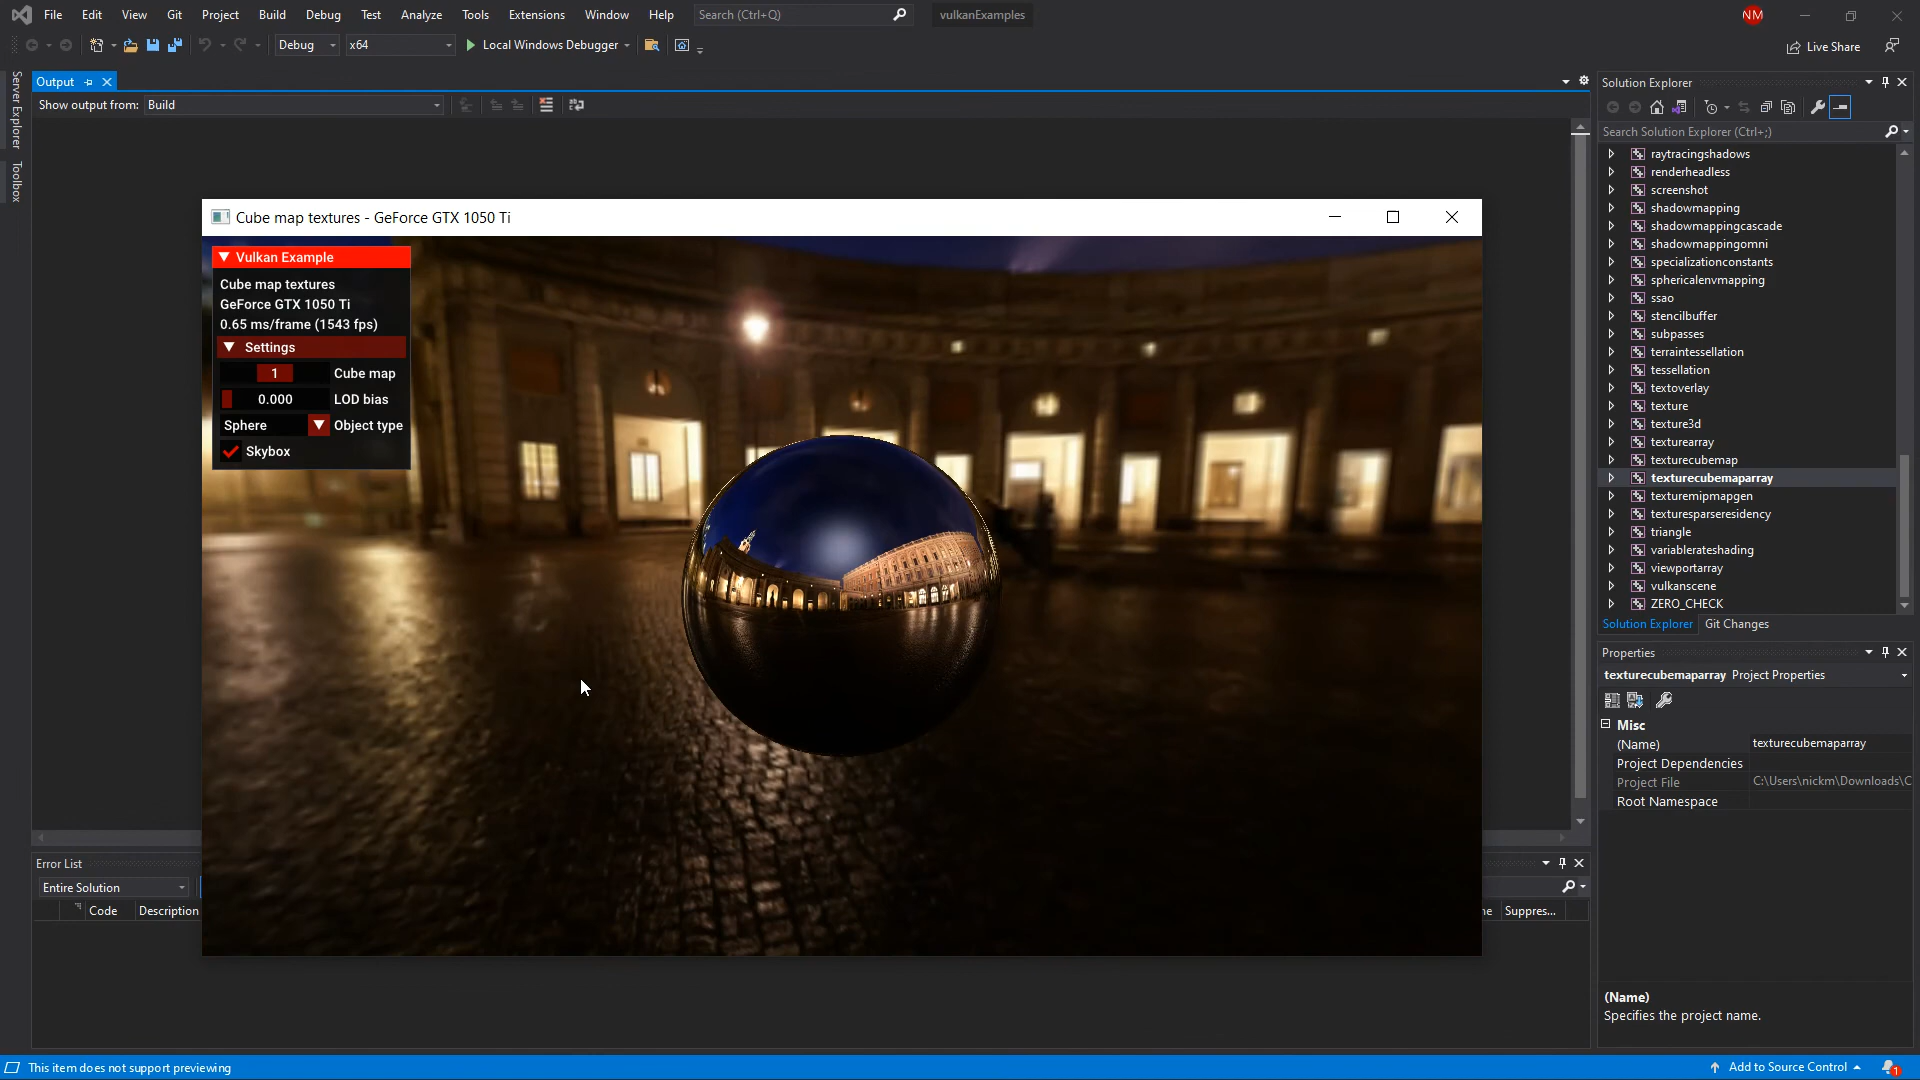 File Edit View Git Project Build Debug Test Analyze Tools Extensions Window Help Search (Ctrl+Q) vulkanExamples NM
Debug x64 Local Windows Debugger Live Share
Server Explorer
Toolbox
Output
Show output from: Build
Cube map textures - GeForce GTX 1050 Ti
Vulkan Example
Cube map textures
GeForce GTX 1050 Ti
0.65 ms/frame (1543 fps)
Settings
1 Cube map
0.000 LOD bias
Sphere Object type
Skybox
Error List
Entire Solution
Code Description
Suppres...
Solution Explorer
Search Solution Explorer (Ctrl+;)
raytracingshadows
renderheadless
screenshot
shadowmapping
shadowmappingcascade
shadowmappingomni
specializationconstants
sphericalenvmapping
ssao
stencilbuffer
subpasses
terraintessellation
tessellation
textoverlay
texture
texture3d
texturearray
texturecubemap
texturecubemaparray
texturemipmapgen
texturesparseresidency
triangle
variablerateshading
viewportarray
vulkanscene
ZERO_CHECK
Solution Explorer Git Changes
Properties
texturecubemaparray Project Properties
Misc
(Name) texturecubemaparray
Project Dependencies
Project File C:\Users\nickm\Downloads\C
Root Namespace
(Name)
Specifies the project name.
This item does not support previewing
Add to Source Control 1